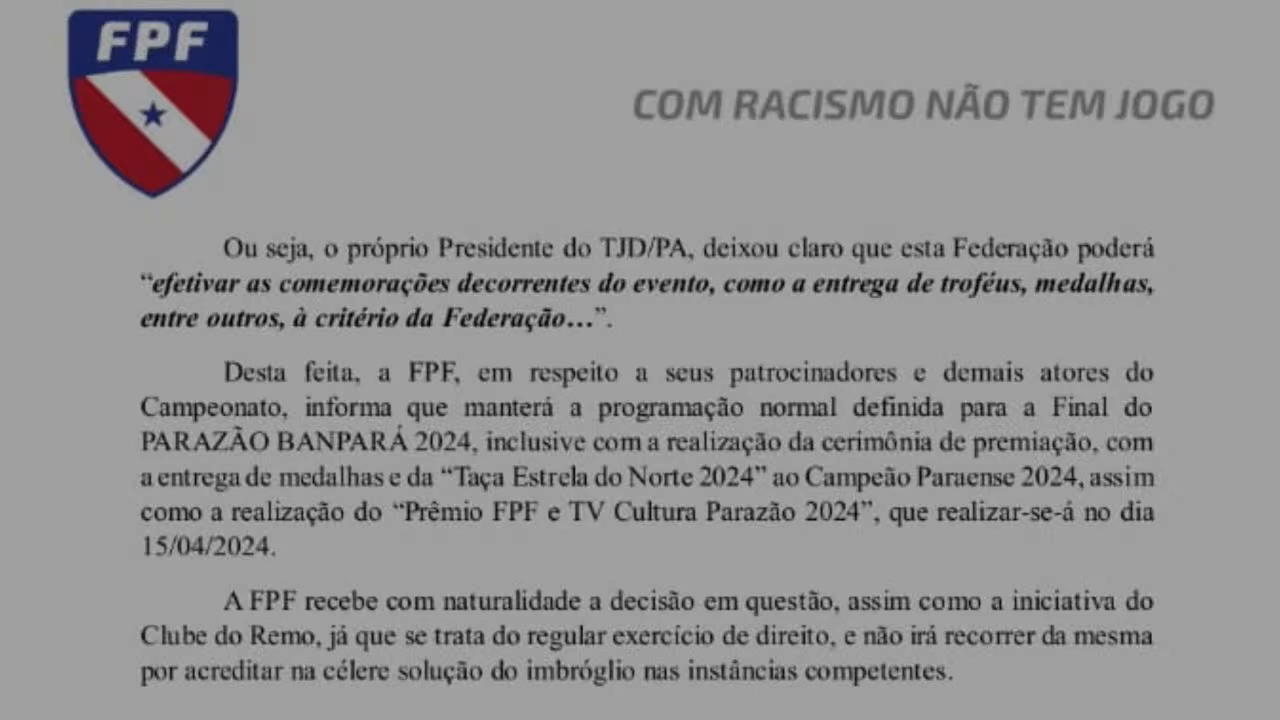 FPF
COM RACISMO NÃO TEM JOGO
Ou seja, o próprio Presidente do TJD/PA, deixou claro que esta Federação poderá
“efetivar as comemorações decorrentes do evento, como a entrega de troféus, medalhas,
entre outros, à critério da Federação…”.
Desta feita, a FPF, em respeito a seus patrocinadores e demais atores do
Campeonato, informa que manterá a programação normal definida para a Final do
PARAZÃO BANPARÁ 2024, inclusive com a realização da cerimônia de premiação, com
a entrega de medalhas e da “Taça Estrela do Norte 2024” ao Campeão Paraense 2024, assim
como a realização do “Prêmio FPF e TV Cultura Parazão 2024”, que realizar-se-á no dia
15/04/2024.
A FPF recebe com naturalidade a decisão em questão, assim como a iniciativa do
Clube do Remo, já que se trata do regular exercício de direito, e não irá recorrer da mesma
por acreditar na célere solução do imbróglio nas instâncias competentes.